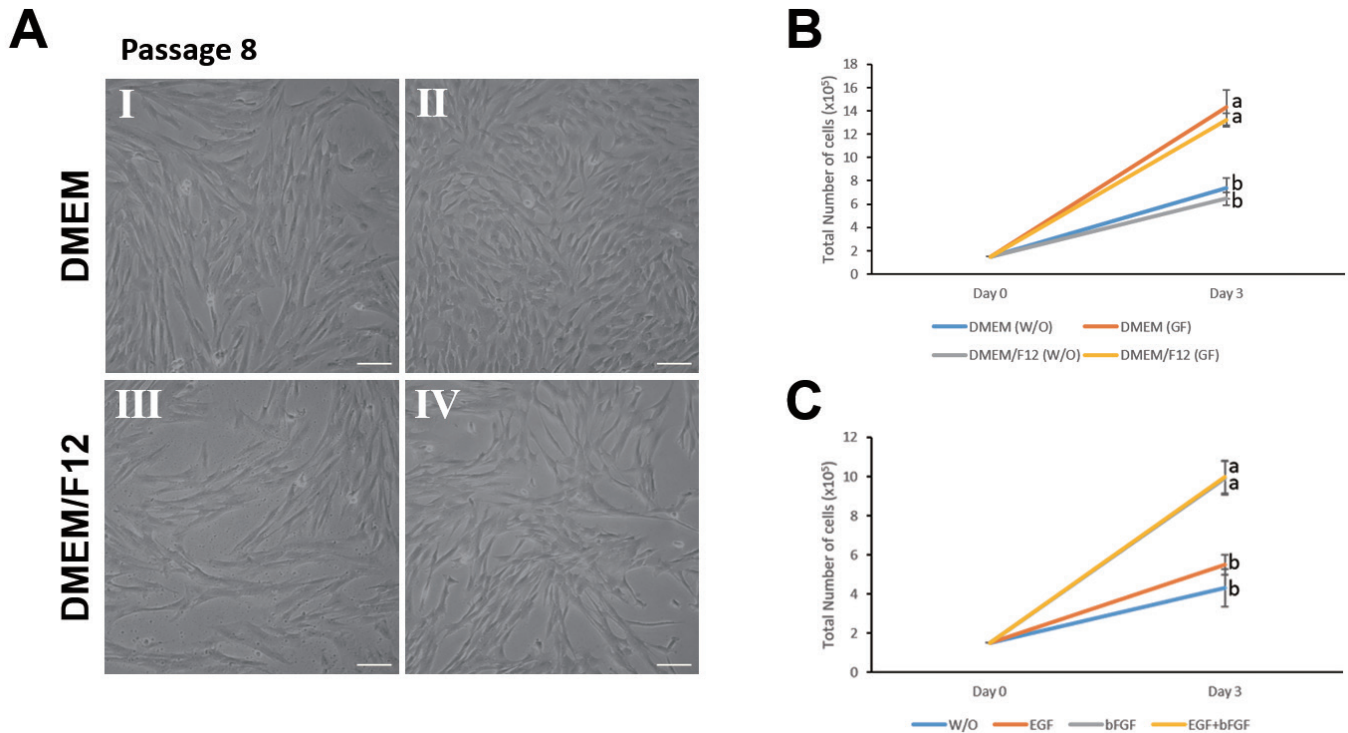 A
Passage 8
DMEM
DMEM/F12
I
II
III
IV
B
Total Number of cells (x10⁵)
18
16
14
12
10
8
6
4
2
0
a
a
b
b
Day 0
Day 3
DMEM (W/O)
DMEM (GF)
DMEM/F12 (W/O)
DMEM/F12 (GF)
C
Total Number of cells (x10⁵)
12
10
8
6
4
2
0
a
a
b
b
Day 0
Day 3
W/O
EGF
bFGF
EGF+bFGF